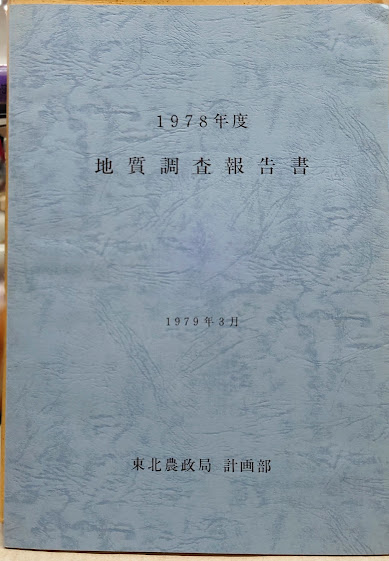 1978年度
地質調査報告書
1979年3月
東北農政局 計画部